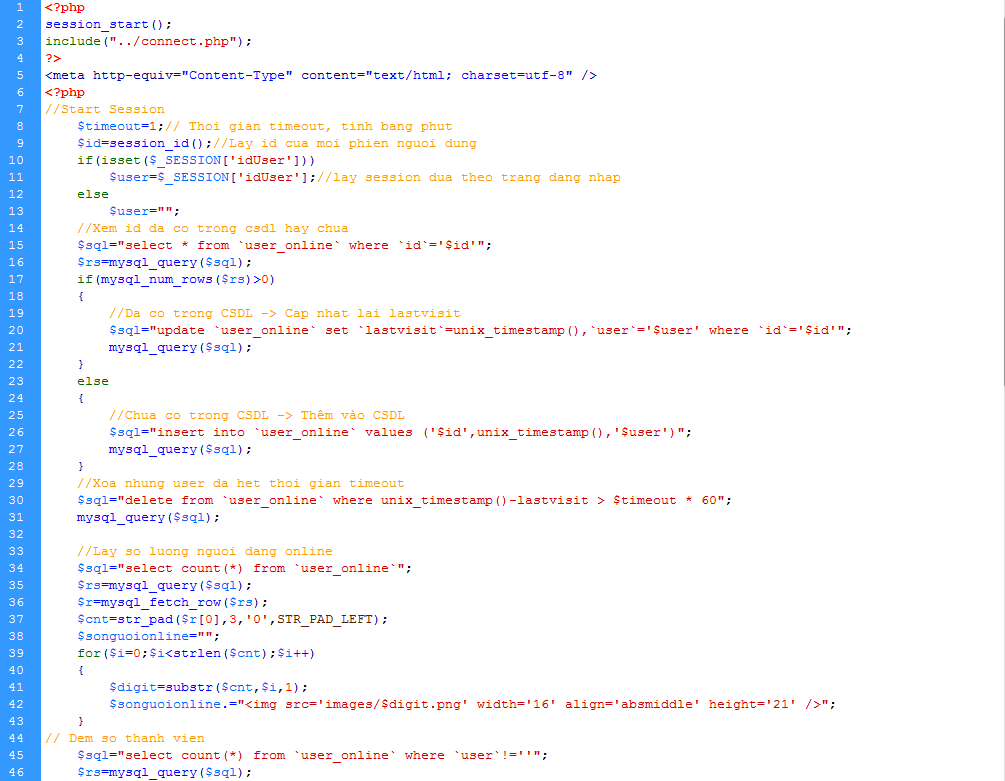 1 <?php
2 session_start();
3 include("../connect.php");
4 ?>
5 <meta http-equiv="Content-Type" content="text/html; charset=utf-8" />
6 <?php
7 //Start Session
8     $timeout=1;// Thoi gian timeout, tinh bang phut
9     $id=session_id();//Lay id cua moi phien nguoi dung
10     if(isset($_SESSION['idUser']))
11         $user=$_SESSION['idUser'];//lay session dua theo trang dang nhap
12     else
13         $user="";
14     //Xem id da co trong csdl hay chua
15     $sql="select * from `user_online` where `id`='$id'";
16     $rs=mysql_query($sql);
17     if(mysql_num_rows($rs)>0)
18     {
19         //Da co trong CSDL -> Cap nhat lai lastvisit
20         $sql="update `user_online` set `lastvisit`=unix_timestamp(),`user`='$user' where `id`='$id'";
21         mysql_query($sql);
22     }
23     else
24     {
25         //Chua co trong CSDL -> Thêm vào CSDL
26         $sql="insert into `user_online` values ('$id',unix_timestamp(),'$user')";
27         mysql_query($sql);
28     }
29     //Xoa nhung user da het thoi gian timeout
30     $sql="delete from `user_online` where unix_timestamp()-lastvisit > $timeout * 60";
31     mysql_query($sql);
32
33     //Lay so luong nguoi dang online
34     $sql="select count(*) from `user_online`";
35     $rs=mysql_query($sql);
36     $r=mysql_fetch_row($rs);
37     $cnt=str_pad($r[0],3,'0',STR_PAD_LEFT);
38     $songuoionline="";
39     for($i=0;$i<strlen($cnt);$i++)
40     {
41         $digit=substr($cnt,$i,1);
42         $songuoionline.="<img src='images/$digit.png' width='16' align='absmiddle' height='21' />";
43     }
44 // Dem so thanh vien
45     $sql="select count(*) from `user_online` where `user`!=''";
46     $rs=mysql_query($sql);